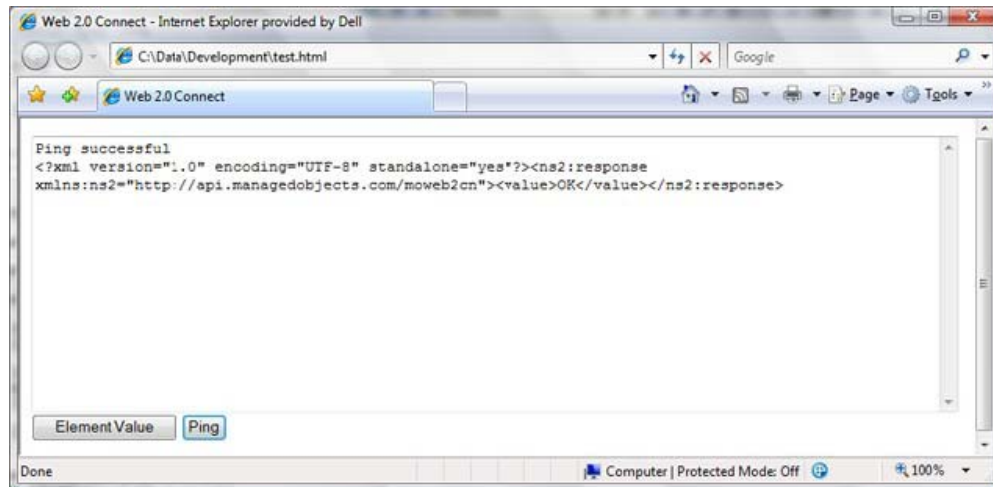 Web 2.0 Connect - Internet Explorer provided by Dell
C:\Data\Development\test.html
Google
Web 2.0 Connect
Page
Tools
Ping successful
<?xml version="1.0" encoding="UTF-8" standalone="yes"?><ns2:response
xmlns:ns2="http://api.managedobjects.com/moweb2cn"><value>OK</value></ns2:response>
Element Value
Ping
Done
Computer | Protected Mode: Off
100%